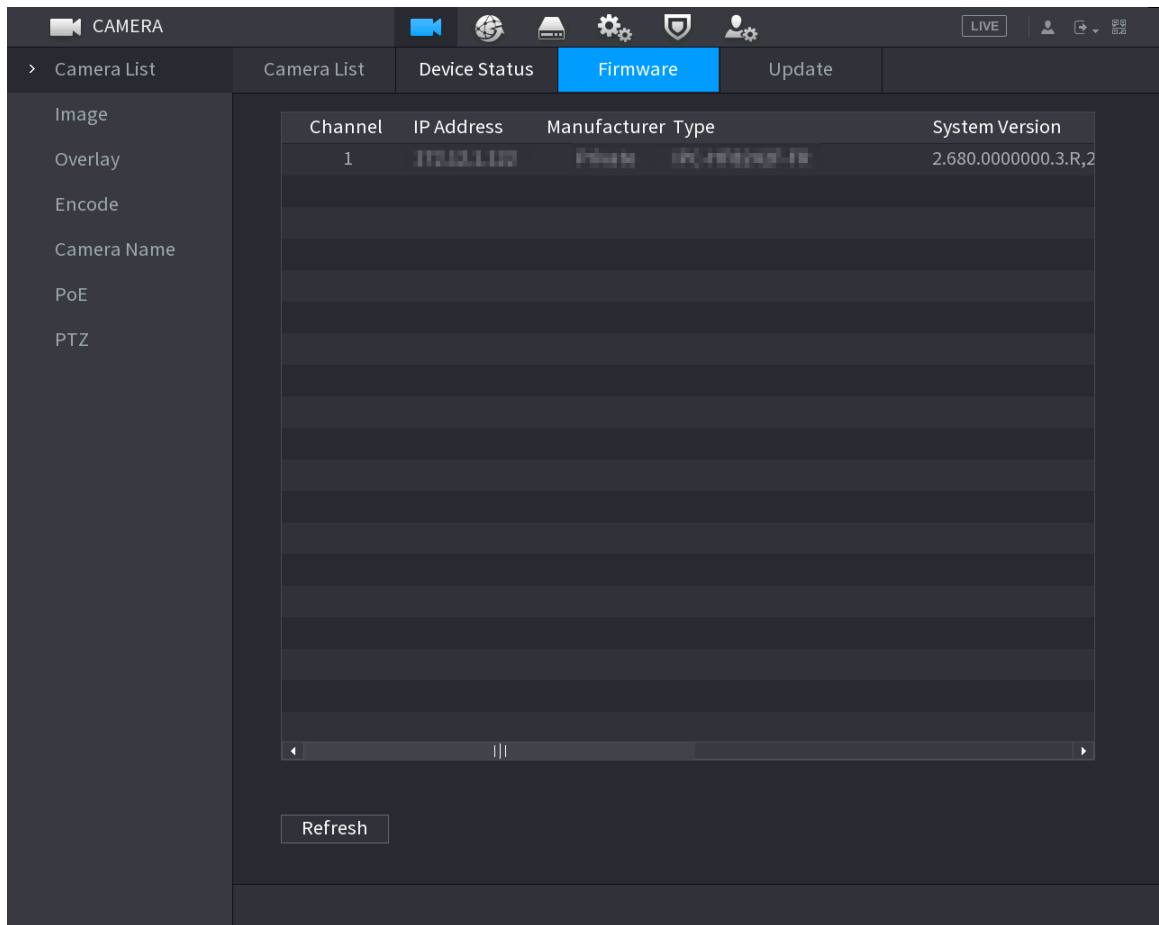 CAMERA LIVE
Camera List Camera List Device Status Firmware Update
Image
Overlay
Encode
Camera Name
PoE
PTZ
Channel IP Address Manufacturer Type System Version
1 2.680.0000000.3.R,2
Refresh